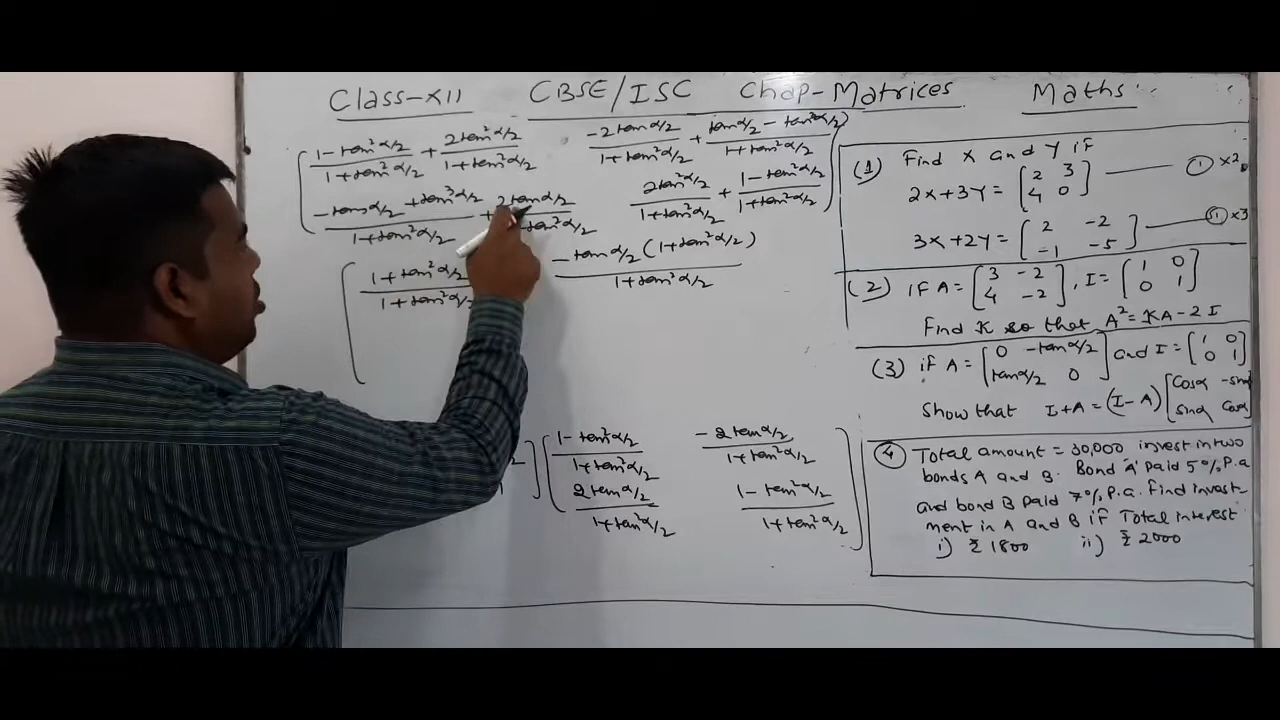 Class-XII CBSE/ISC Chap-Matrices Maths
1-tan²α/2 / 1+tan²α/2 + 2tan²α/2 / 1+tan²α/2 -2tanα/2 / 1+tan²α/2 + tanα/2 - tan³α/2 / 1+tan²α/2
-tanα/2 + tan³α/2 / 1+tan²α/2 + 2tanα/2 / tan²α/2 2tan²α/2 / 1+tan²α/2 + 1-tan²α/2 / 1+tan²α/2
1+tan²α/2 / 1+tan²α/2 -tanα/2 (1+tan²α/2) / 1+tan²α/2
1-tan²α/2 / 1+tan²α/2 -2tanα/2 / 1+tan²α/2
2tanα/2 / 1+tan²α/2 1-tan²α/2 / 1+tan²α/2
(1) Find X and Y if
2X+3Y = [2 3
4 0] — (i) ×2
3X+2Y = [2 -2
-1 -5] — (ii) ×3
(2) if A = [3 -2
4 -2], I = [1 0
0 1]
Find K so that A² = KA-2I
(3) if A = [0 -tanα/2
tanα/2 0] and I = [1 0
0 1]
Show that I+A = (I-A) [Cosα -sinα
sinα Cosα
(4) Total amount = 30,000 invest in two
bonds A and B. Bond 'A' paid 5% P.a
and bond B paid 7% P.a. Find invest-
ment in A and B if Total interest
i) ₹ 1800 ii) ₹ 2000